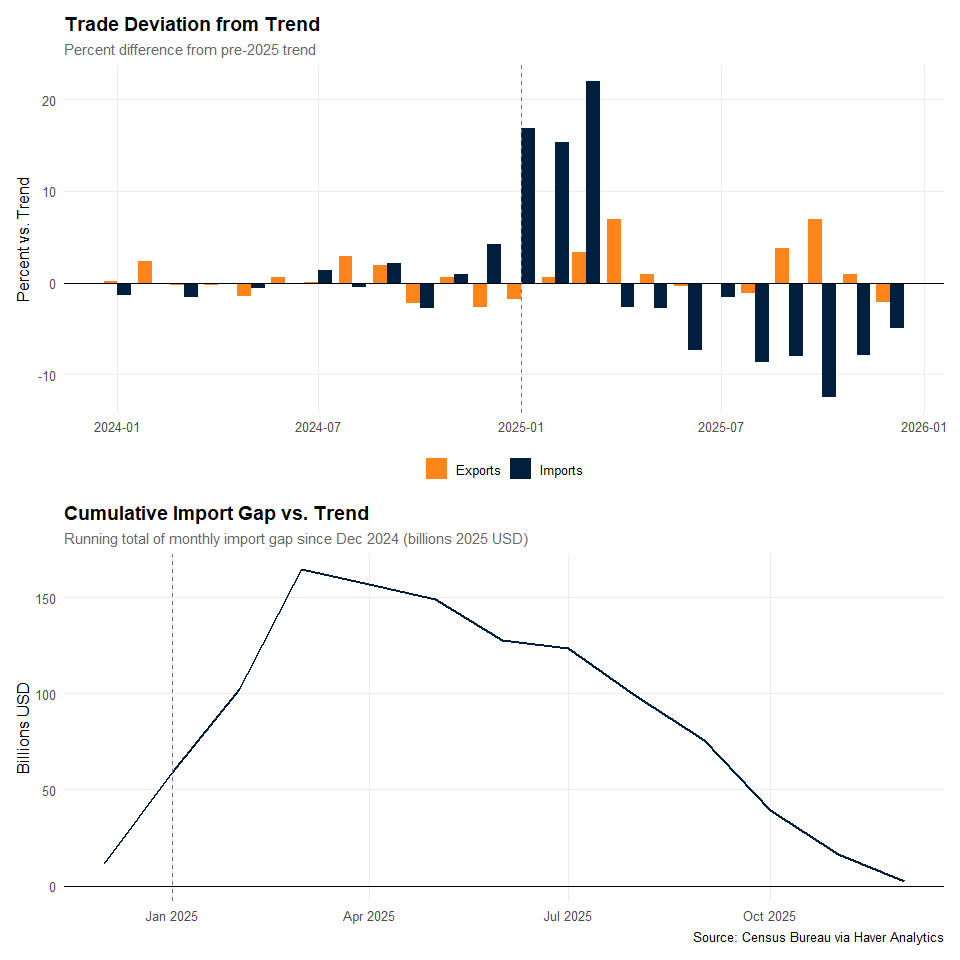 Trade Deviation from Trend
Percent difference from pre-2025 trend
Percent vs. Trend
20
10
0
-10
2024-01
2024-07
2025-01
2025-07
2026-01
Exports
Imports
Cumulative Import Gap vs. Trend
Running total of monthly import gap since Dec 2024 (billions 2025 USD)
Billions USD
150
100
50
0
Jan 2025
Apr 2025
Jul 2025
Oct 2025
Source: Census Bureau via Haver Analytics